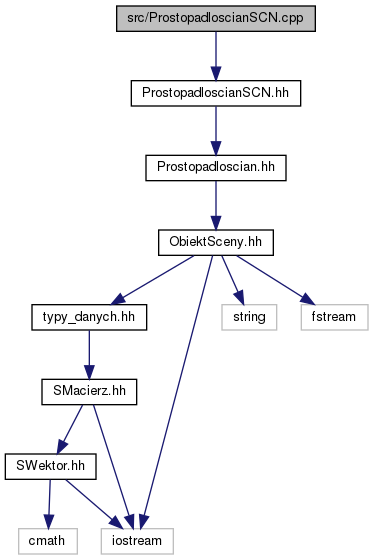 src/ProstopadloscianSCN.cpp
ProstopadloscianSCN.hh
Prostopadloscian.hh
ObiektSceny.hh
typy_danych.hh
string
fstream
SMacierz.hh
SWektor.hh
cmath
iostream